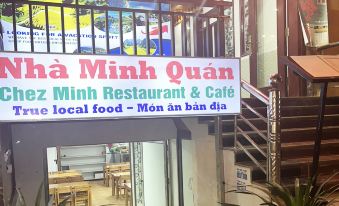 LOOKING FOR A VACATION SPOT?
Nhà Minh Quán
Chez Minh Restaurant & Café
True local food - Món ăn bản địa